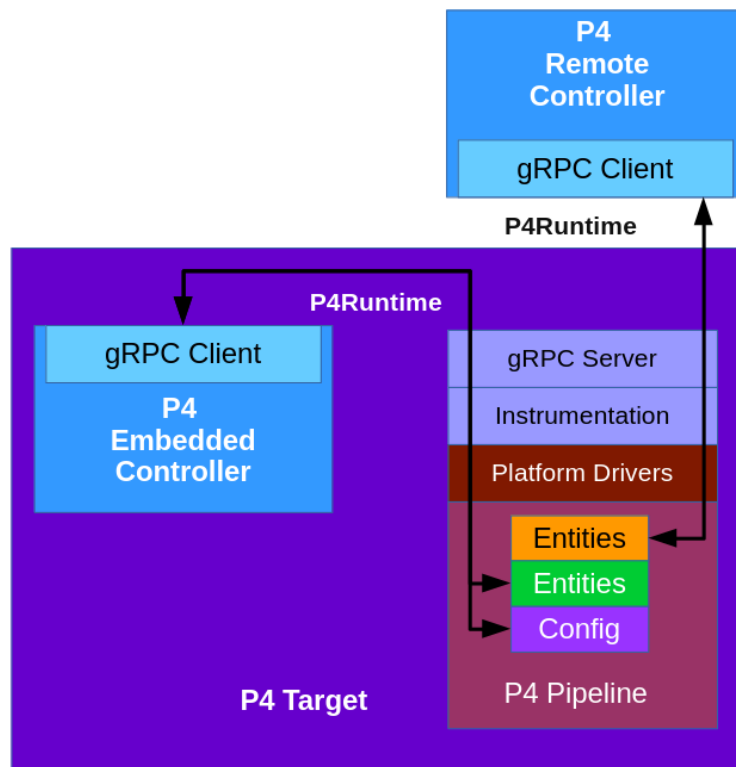 P4
Remote
Controller
gRPC Client
P4Runtime
P4Runtime
gRPC Client
P4
Embedded
Controller
gRPC Server
Instrumentation
Platform Drivers
Entities
Entities
Config
P4 Pipeline
P4 Target